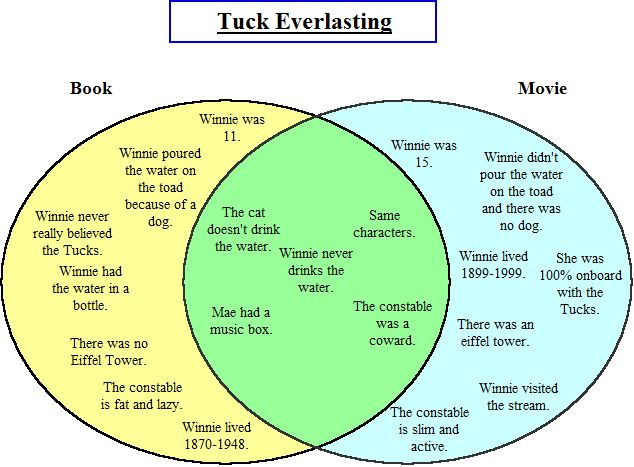 Tuck Everlasting
Book
Movie
Winnie was
11.
Winnie poured
the water on
the toad
because of a
dog.
Winnie never
really believed
the Tucks.
Winnie had
the water in a
bottle.
There was no
Eiffel Tower.
The constable
is fat and lazy.
Winnie lived
1870-1948.
The cat
doesn't drink
the water.
Same
characters.
Winnie never
drinks the
water.
Mae had a
music box.
The constable
was a
coward.
Winnie was
15.
Winnie didn't
pour the water
on the toad
and there was
no dog.
Winnie lived
1899-1999.
She was
100% onboard
with the
Tucks.
There was an
eiffel tower.
Winnie visited
the stream.
The constable
is slim and
active.